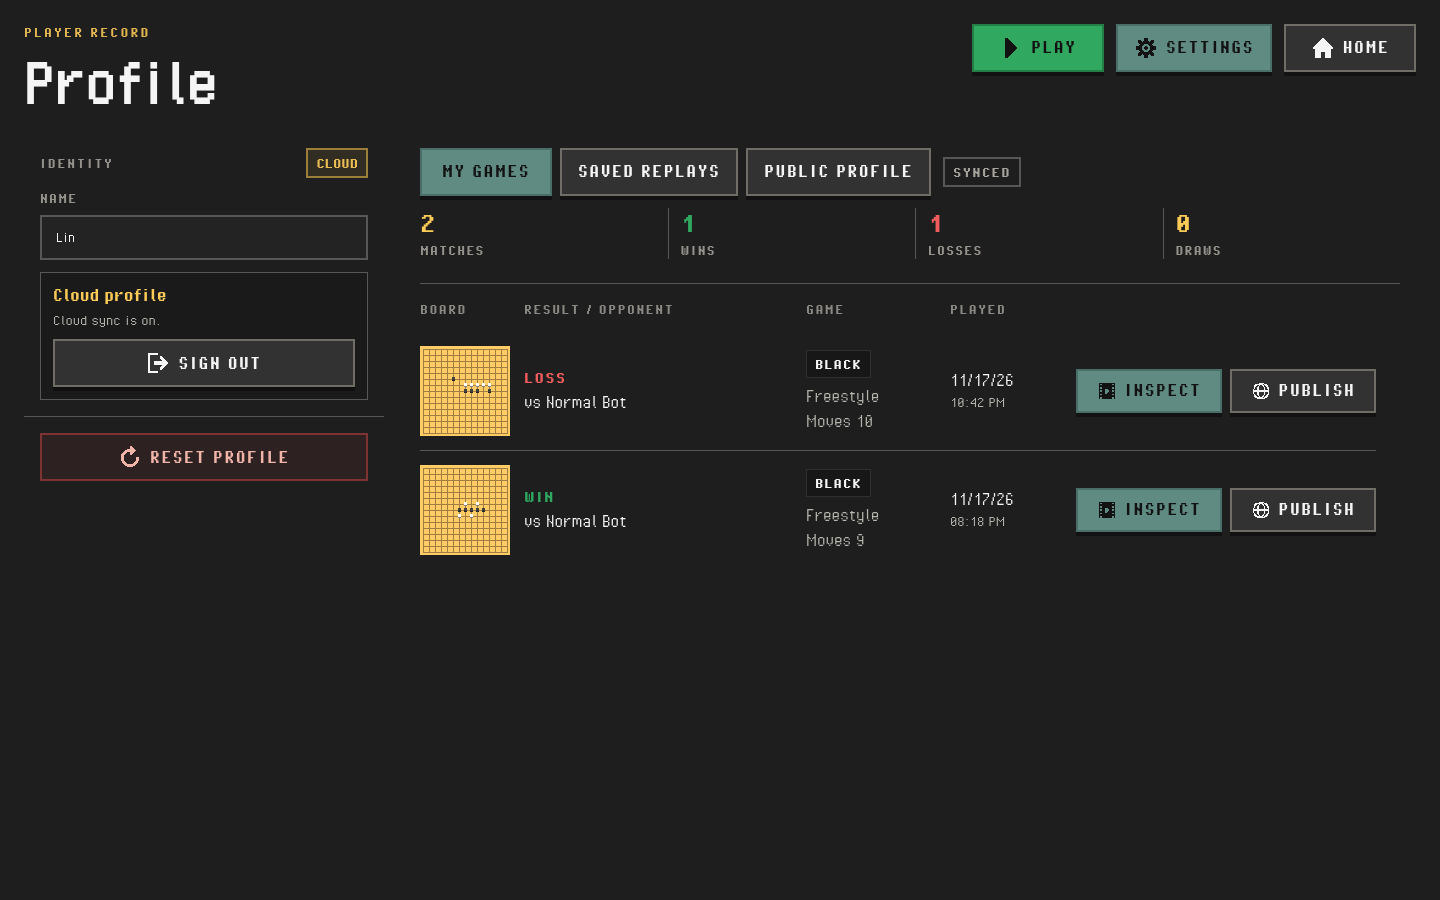 PLAYER RECORD
Profile
PLAY
SETTINGS
HOME
IDENTITY
CLOUD
NAME
Lin
Cloud profile
Cloud sync is on.
SIGN OUT
RESET PROFILE
MY GAMES
SAVED REPLAYS
PUBLIC PROFILE
SYNCED
2
MATCHES
1
WINS
1
LOSSES
0
DRAWS
BOARD
RESULT / OPPONENT
GAME
PLAYED
LOSS
vs Normal Bot
BLACK
Freestyle
Moves 10
11/17/26
10:42 PM
INSPECT
PUBLISH
WIN
vs Normal Bot
BLACK
Freestyle
Moves 9
11/17/26
08:18 PM
INSPECT
PUBLISH